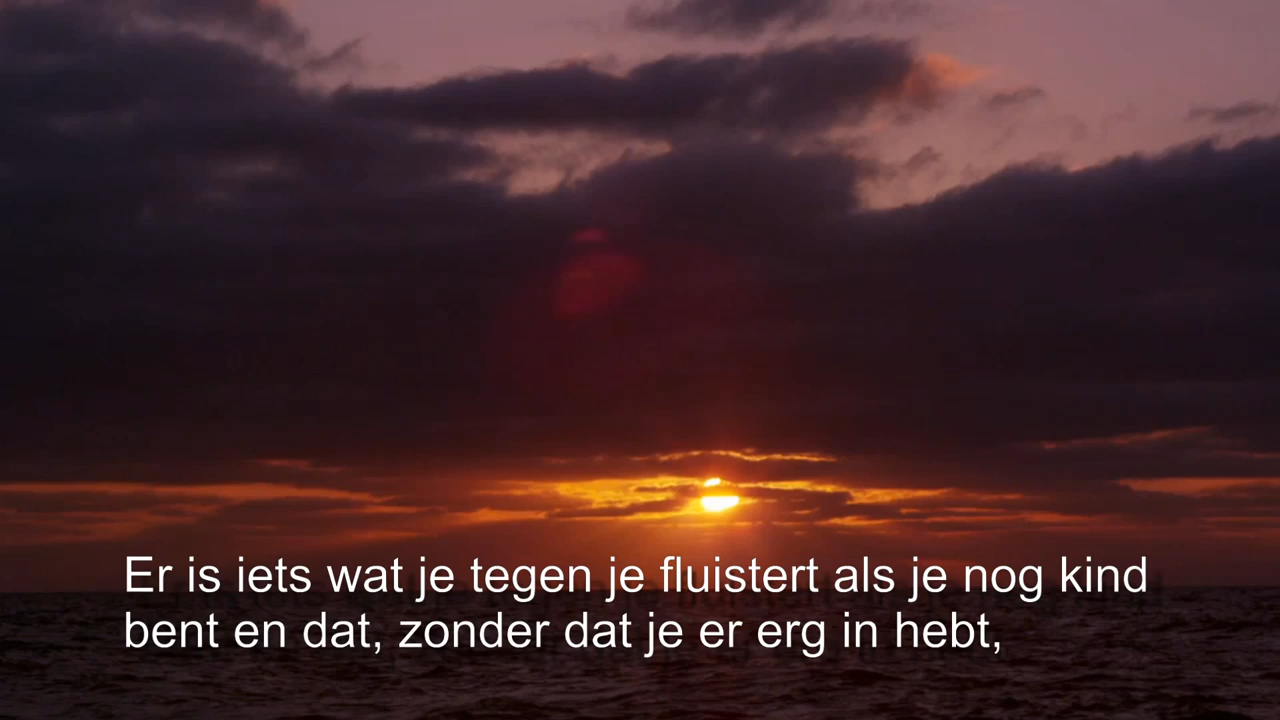 Er is iets wat je tegen je fluistert als je nog kind
bent en dat, zonder dat je er erg in hebt,